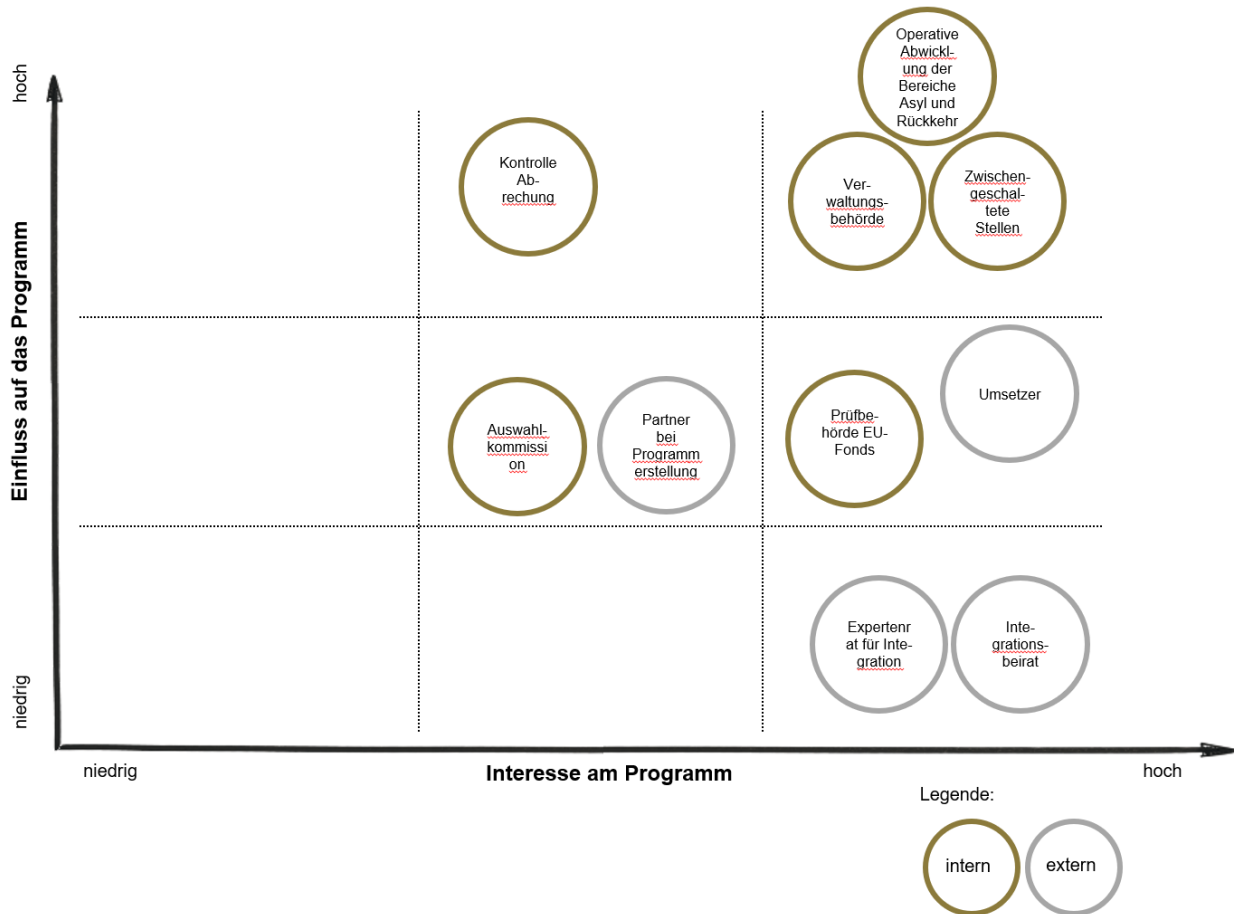 hoch
Einfluss auf das Programm
niedrig
Operative
Abwickl-
ung der
Bereiche
Asyl und
Rückkehr
Kontrolle
Ab-
rechung
Ver-
waltungs-
behörde
Zwischen-
geschal-
tete
Stellen
Auswahl-
kommissi
on
Partner
bei
Programm
erstellung
Prüfbe-
hörde EU-
Fonds
Umsetzer
Expertenr
at für Inte-
gration
Inte-
grations-
beirat
niedrig
Interesse am Programm
hoch
Legende:
intern
extern